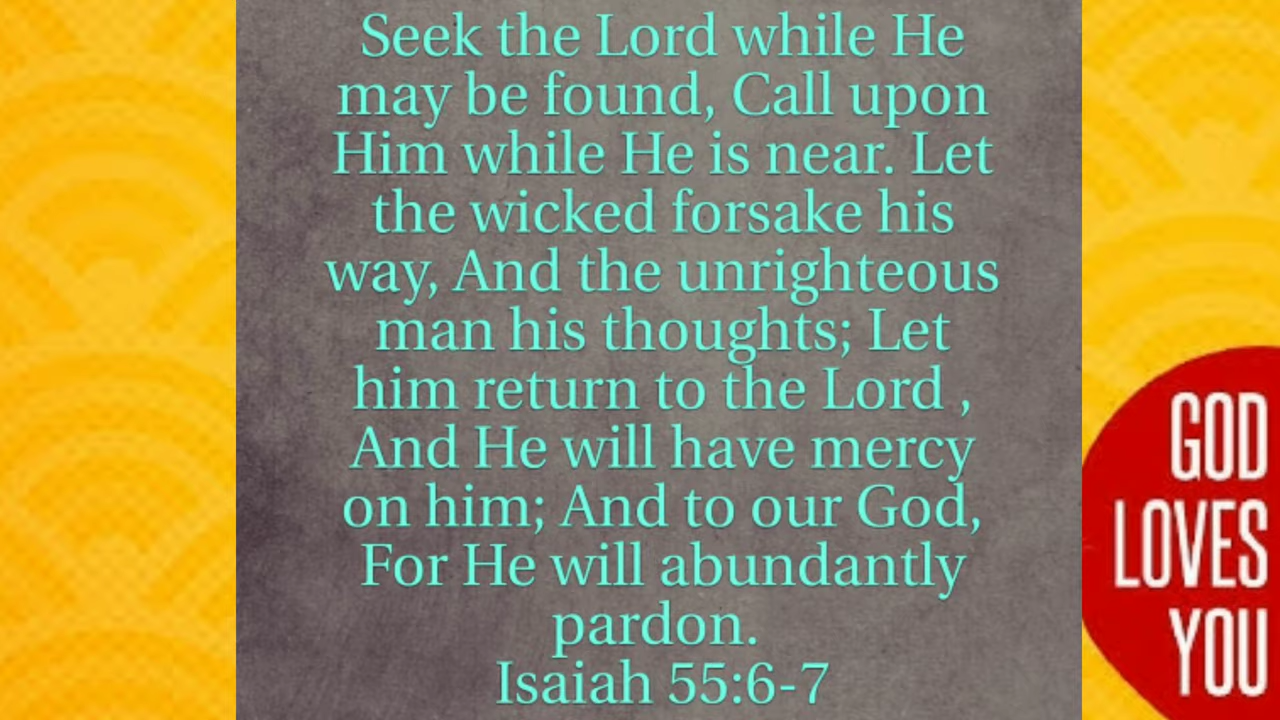 Seek the Lord while He
may be found, Call upon
Him while He is near. Let
the wicked forsake his
way, And the unrighteous
man his thoughts; Let
him return to the Lord ,
And He will have mercy
on him; And to our God,
For He will abundantly
pardon.
Isaiah 55:6-7
GOD
LOVES
YOU